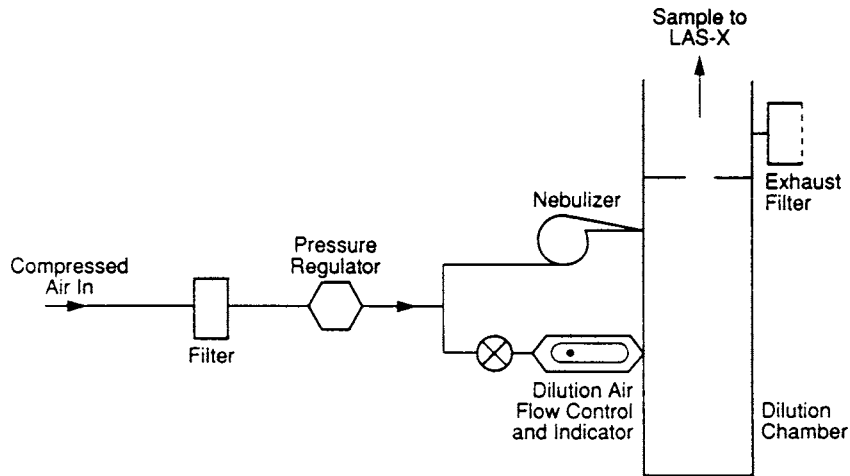 Sample to
LAS-X
Exhaust
Filter
Nebulizer
Pressure
Regulator
Compressed
Air In
Filter
Dilution Air
Flow Control
and Indicator
Dilution
Chamber